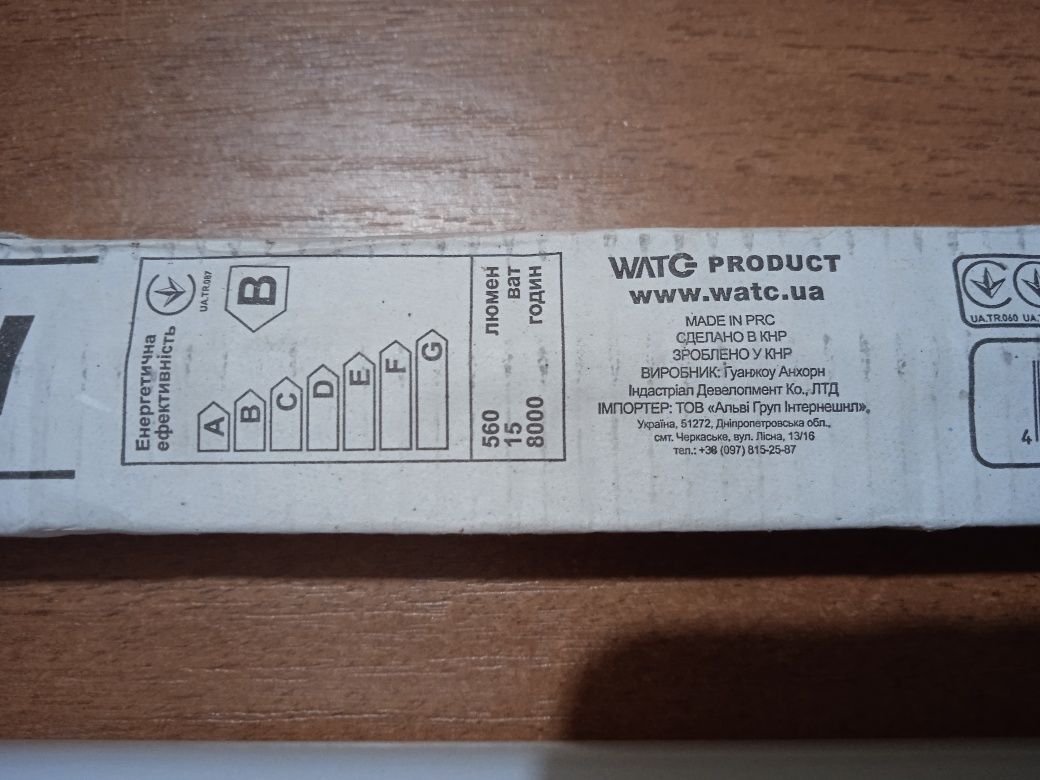 Енергетична
ефективність
UA.TR.087
B
A
B
C
D
E
F
G
560 люмен
15 ват
8000 годин
WATC PRODUCT
www.watc.ua
MADE IN PRC
СДЕЛАНО В КНР
ЗРОБЛЕНО У КНР
ВИРОБНИК: Гуанжоу Анхорн
Індастріал Девелопмент Ко., ЛТД
ІМПОРТЕР: ТОВ «Альві Груп Інтернешнл»,
Україна, 51272, Дніпропетровська обл.,
смт. Черкаське, вул. Лісна, 13/16
тел.: +38 (097) 815-25-87
UA.TR.060 UA.
4